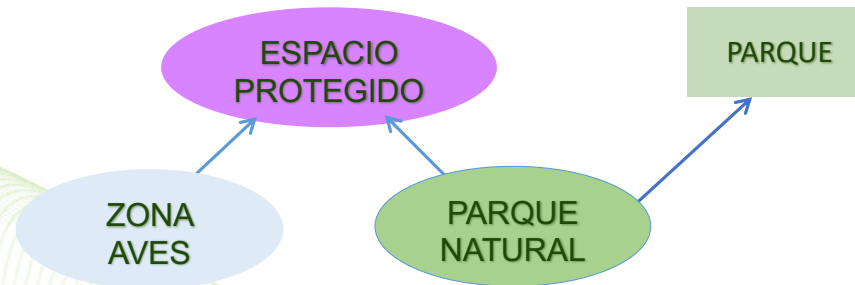 ESPACIO
PROTEGIDO
PARQUE
ZONA
AVES
PARQUE
NATURAL